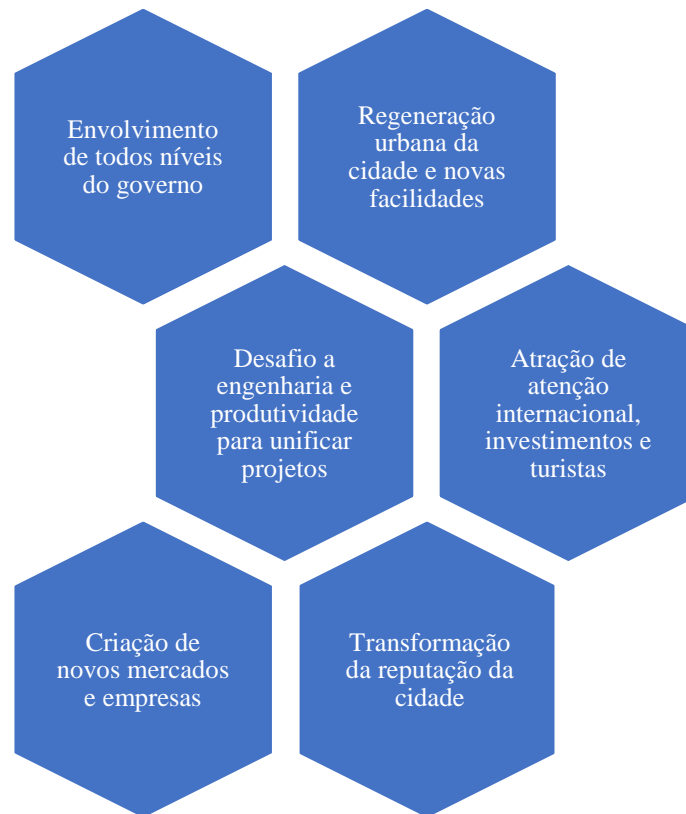 Envolvimento
de todos níveis
do governo
Regeneração
urbana da
cidade e novas
facilidades
Desafio a
engenharia e
produtividade
para unificar
projetos
Atração de
atenção
internacional,
investimentos e
turistas
Criação de
novos mercados
e empresas
Transformação
da reputação da
cidade